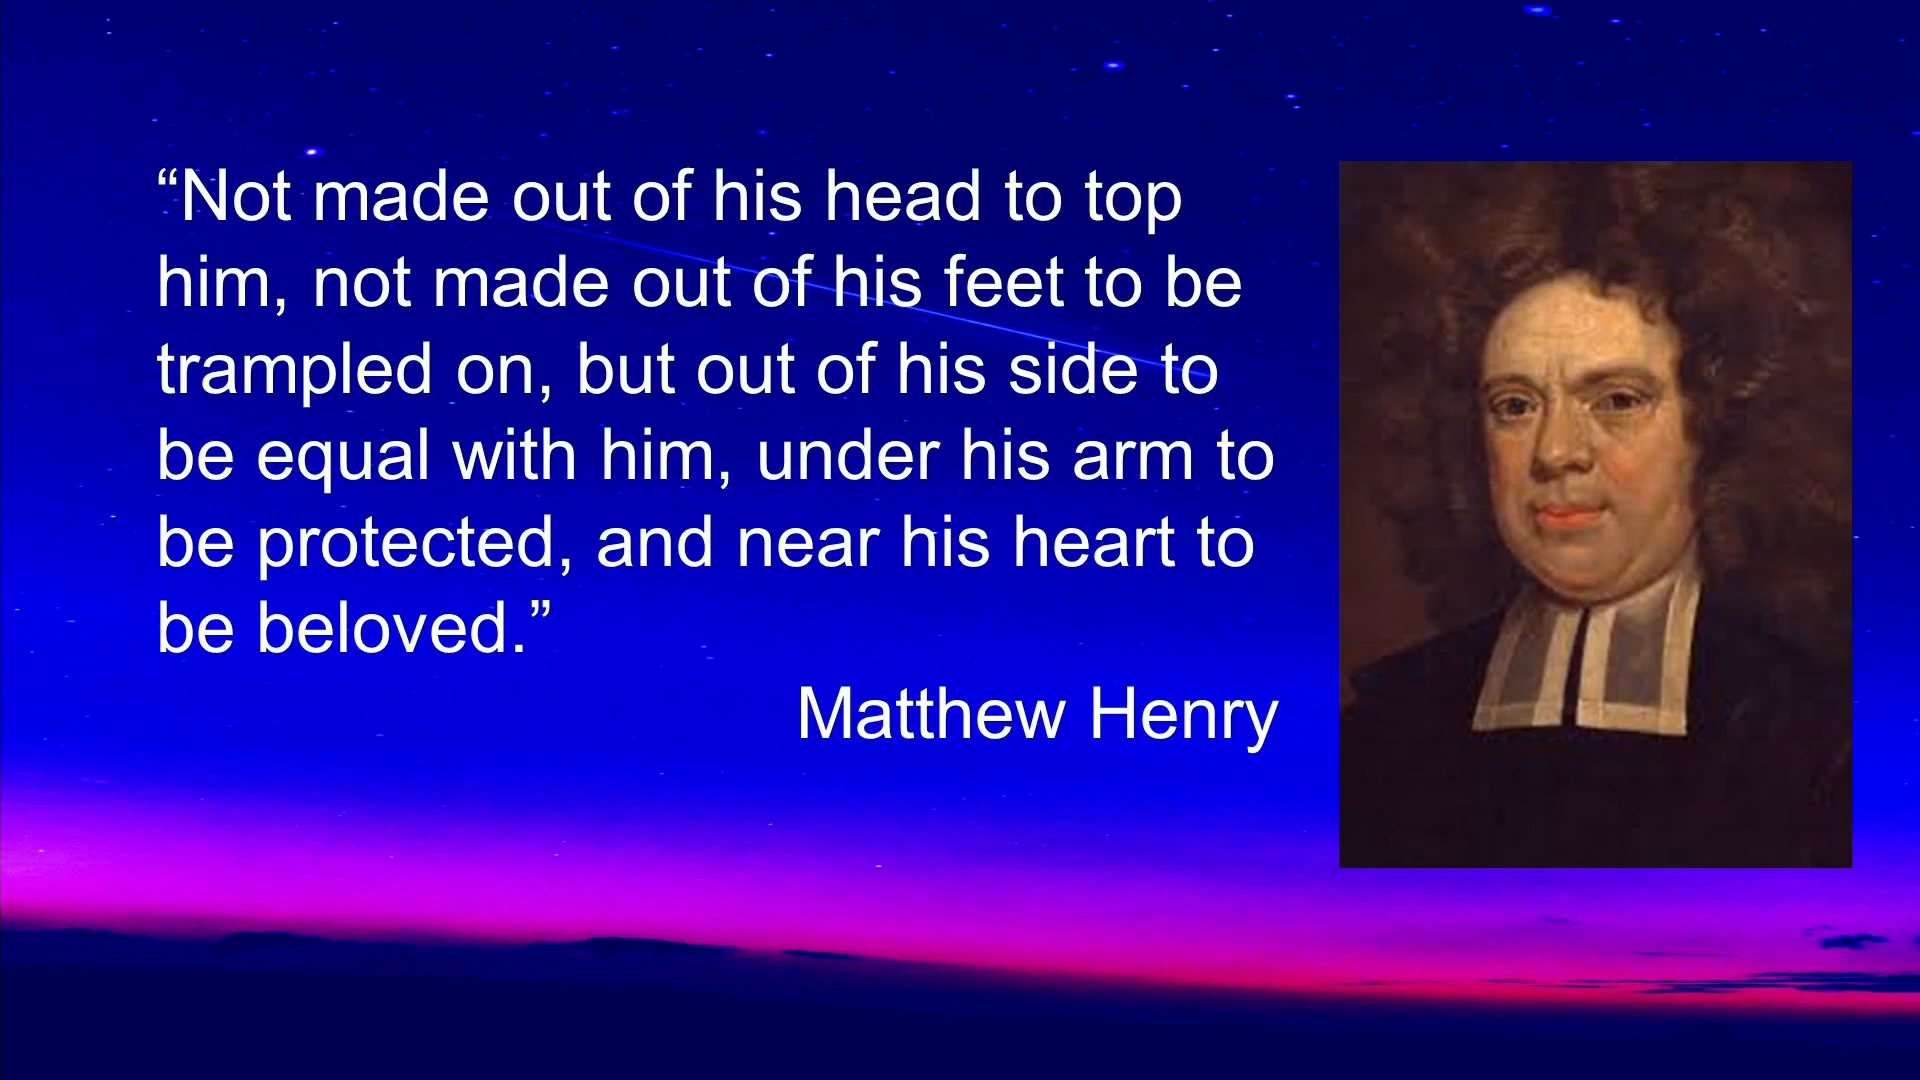 “Not made out of his head to top
him, not made out of his feet to be
trampled on, but out of his side to
be equal with him, under his arm to
be protected, and near his heart to
be beloved.”
Matthew Henry